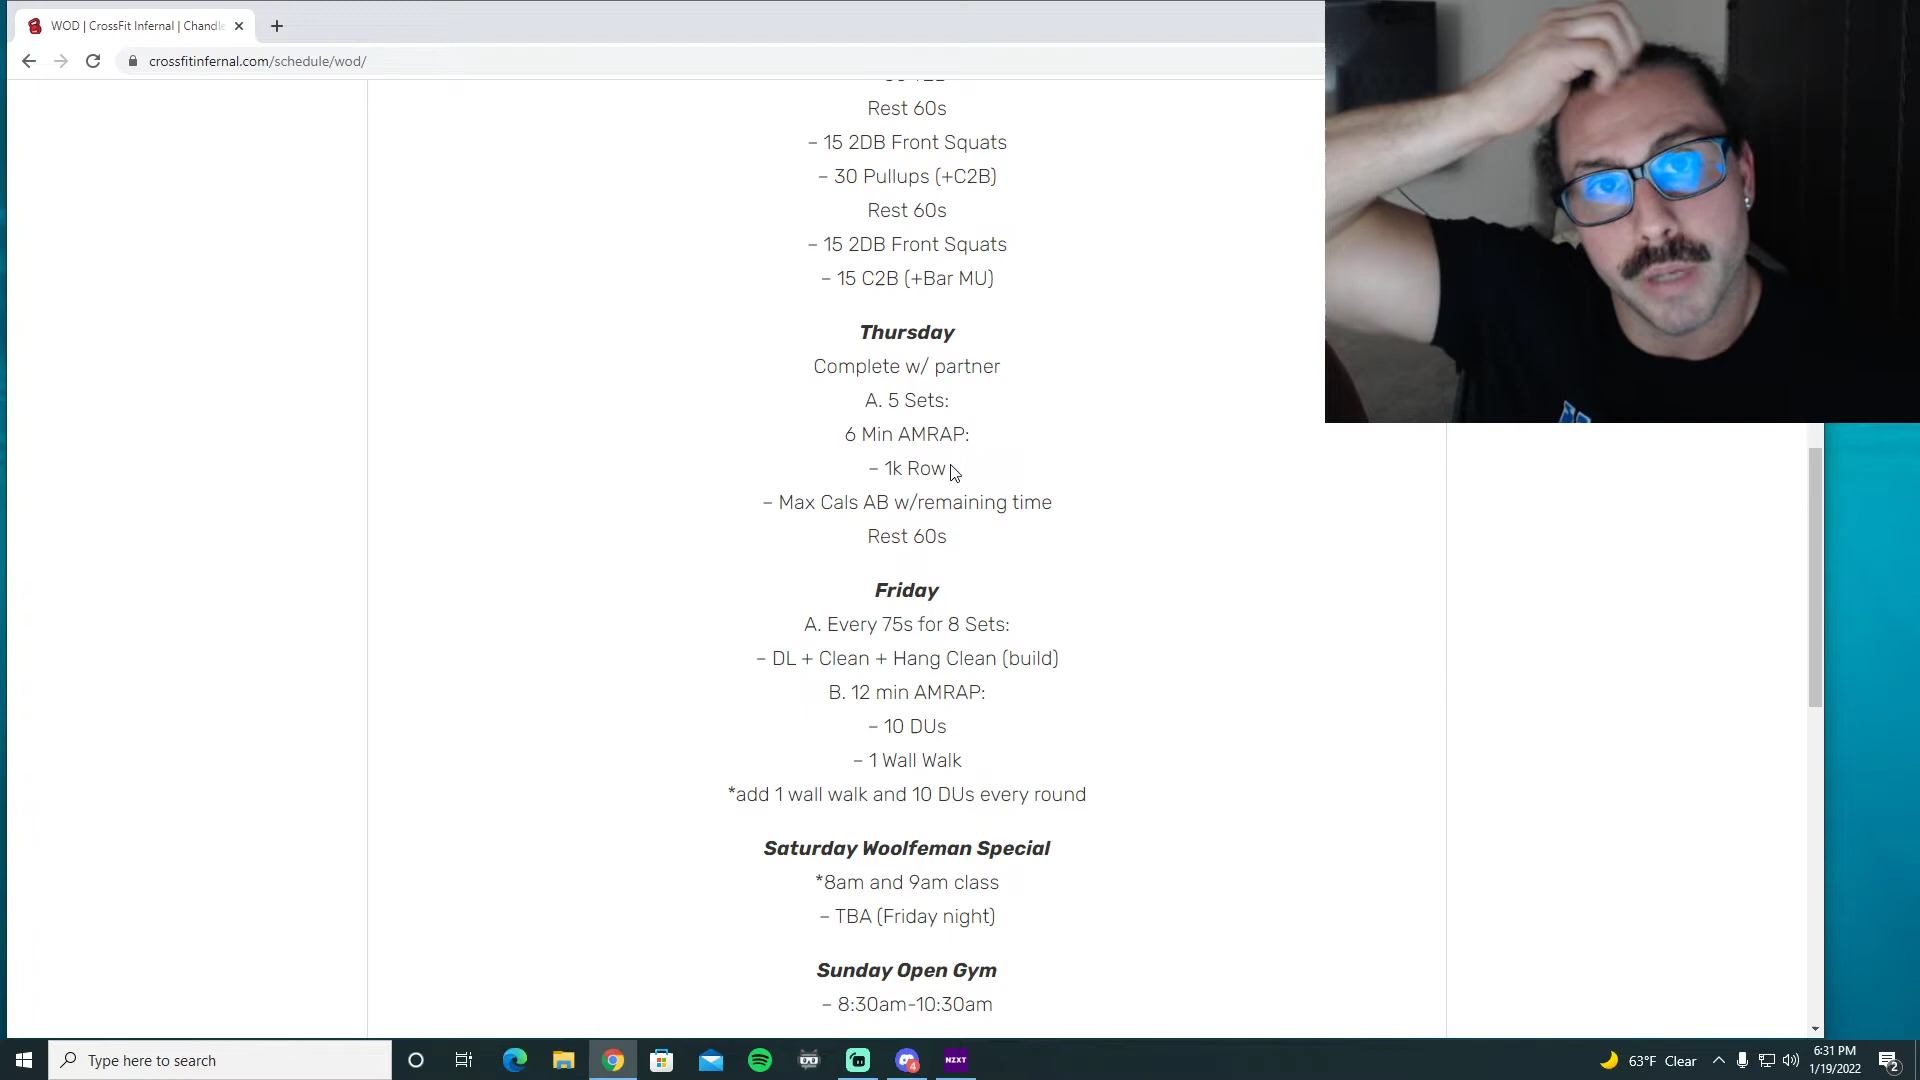 WOD | CrossFit Infernal | Chandle
crossfitinfernal.com/schedule/wod/
Rest 60s
– 15 2DB Front Squats
– 30 Pullups (+C2B)
Rest 60s
– 15 2DB Front Squats
– 15 C2B (+Bar MU)
Thursday
Complete w/ partner
A. 5 Sets:
6 Min AMRAP:
– 1k Row
– Max Cals AB w/remaining time
Rest 60s
Friday
A. Every 75s for 8 Sets:
– DL + Clean + Hang Clean (build)
B. 12 min AMRAP:
– 10 DUs
– 1 Wall Walk
*add 1 wall walk and 10 DUs every round
Saturday Woolfeman Special
*8am and 9am class
– TBA (Friday night)
Sunday Open Gym
– 8:30am-10:30am
Type here to search
4
NZXT
63°F Clear
6:31 PM
1/19/2022
2